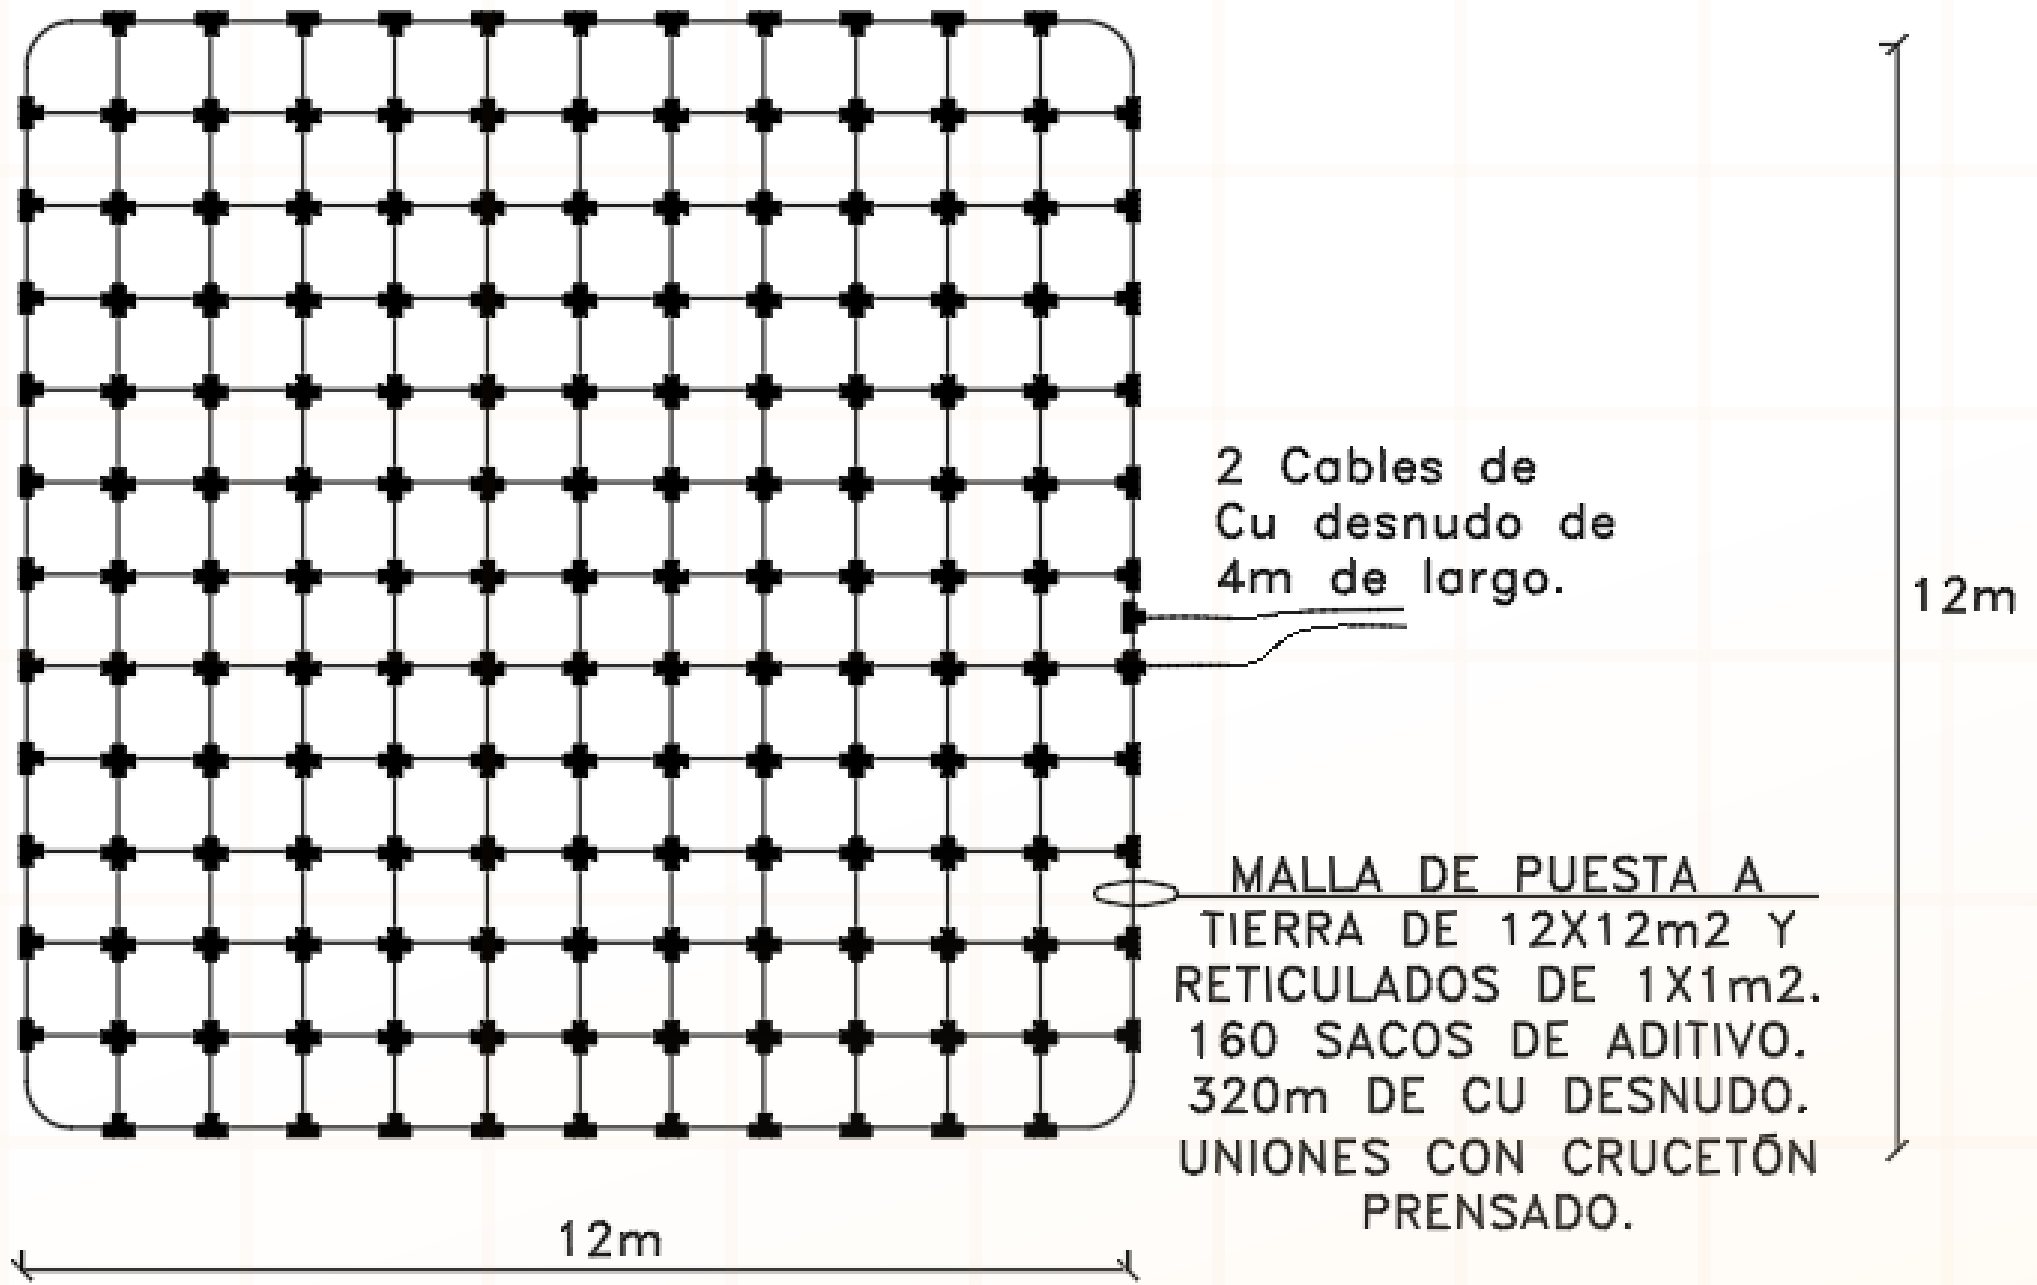 2 Cables de
Cu desnudo de
4m de largo.
12m
MALLA DE PUESTA A
TIERRA DE 12X12m2 Y
RETICULADOS DE 1X1m2.
160 SACOS DE ADITIVO.
320m DE CU DESNUDO.
UNIONES CON CRUCETÓN
PRENSADO.
12m